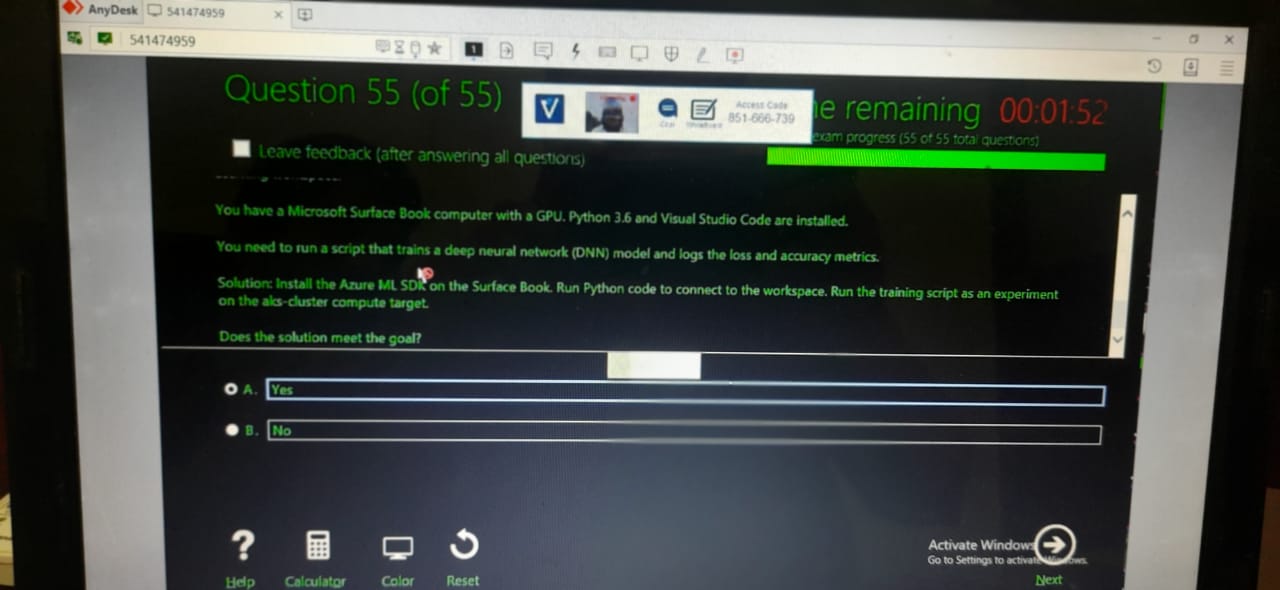 AnyDesk
541474959
541474959
Question 55 (of 55)
Access Code
851-666-739
e remaining 00:01:52
exam progress (55 of 55 total questions)
Leave feedback (after answering all questions)
You have a Microsoft Surface Book computer with a GPU. Python 3.6 and Visual Studio Code are installed.
You need to run a script that trains a deep neural network (DNN) model and logs the loss and accuracy metrics.
Solution: Install the Azure ML SDK on the Surface Book. Run Python code to connect to the workspace. Run the training script as an experiment
on the aks-cluster compute target.
Does the solution meet the goal?
A. Yes
B. No
Activate Windows
Go to Settings to activate Windows.
Help
Calculator
Color
Reset
Next